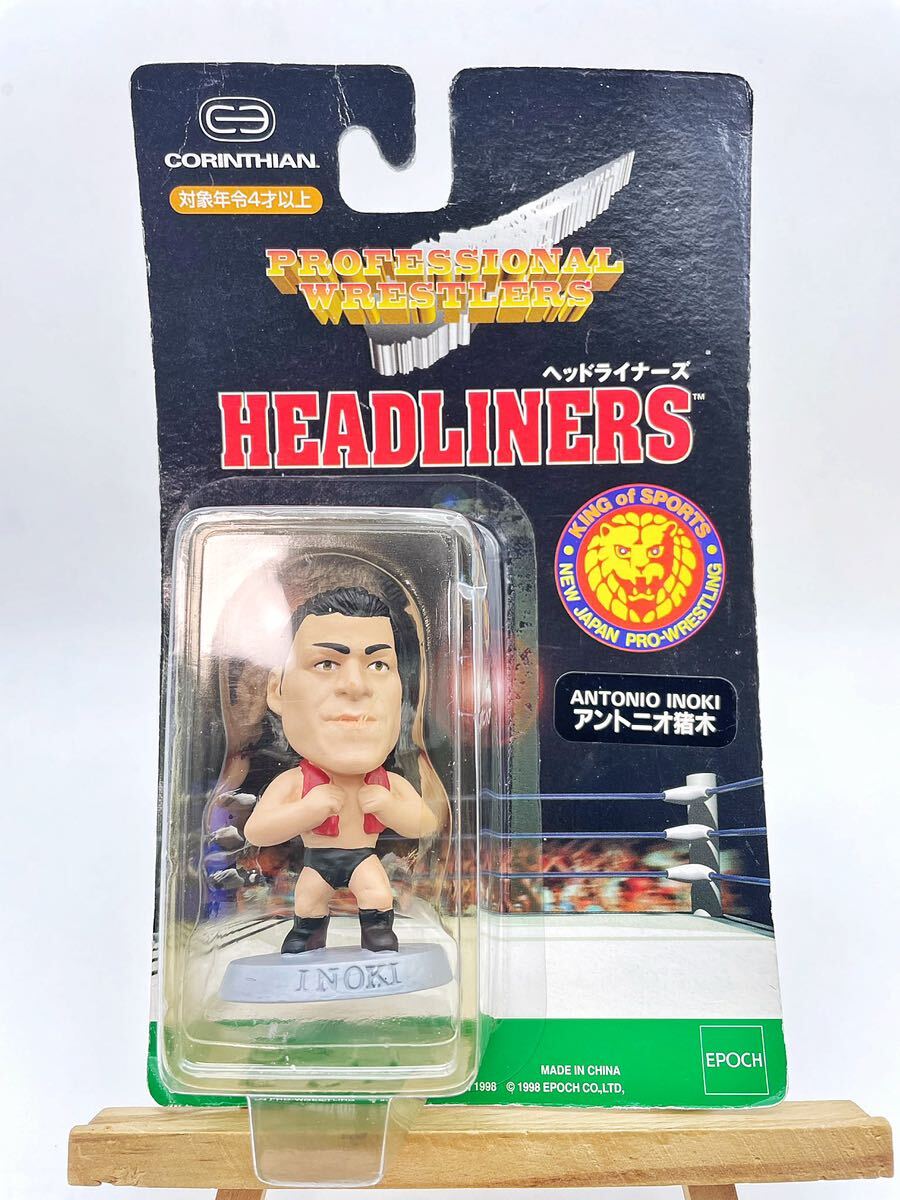 CORINTHIAN.
対象年令4才以上
PROFESSIONAL
WRESTLERS
ヘッドライナーズ
HEADLINERS™
KING of SPORTS
NEW JAPAN PRO-WRESTLING
ANTONIO INOKI
アントニオ猪木
INOKI
MADE IN CHINA
1998 © 1998 EPOCH CO.,LTD,
EPOCH